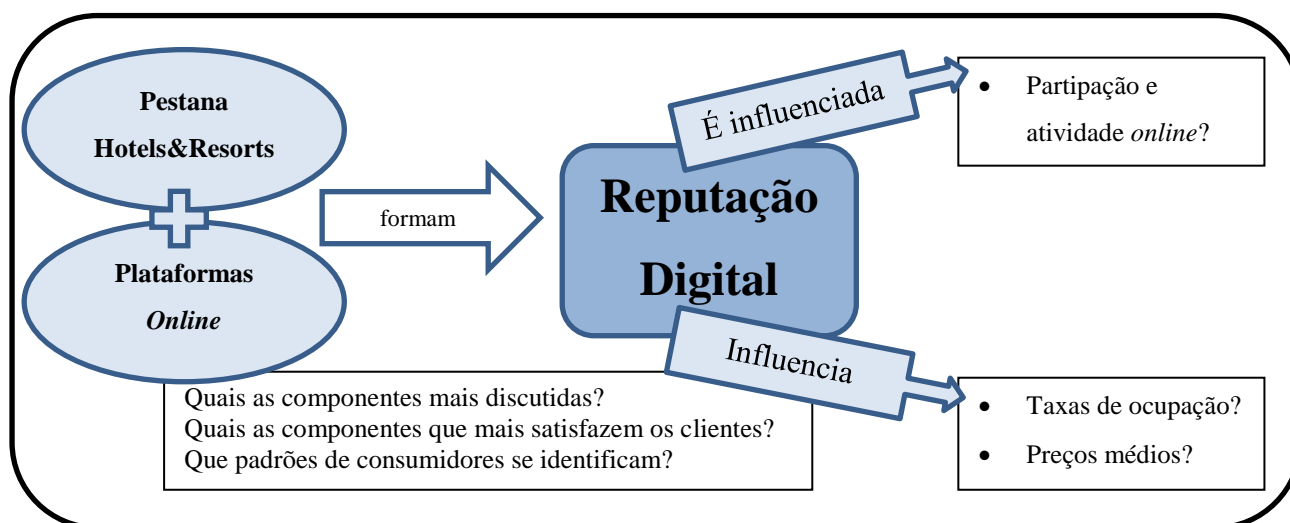 Pestana
Hotels&Resorts
Plataformas
Online
formam
Reputação
Digital
É influenciada
Partipação e
atividade online?
Influencia
Taxas de ocupação?
Preços médios?
Quais as componentes mais discutidas?
Quais as componentes que mais satisfazem os clientes?
Que padrões de consumidores se identificam?